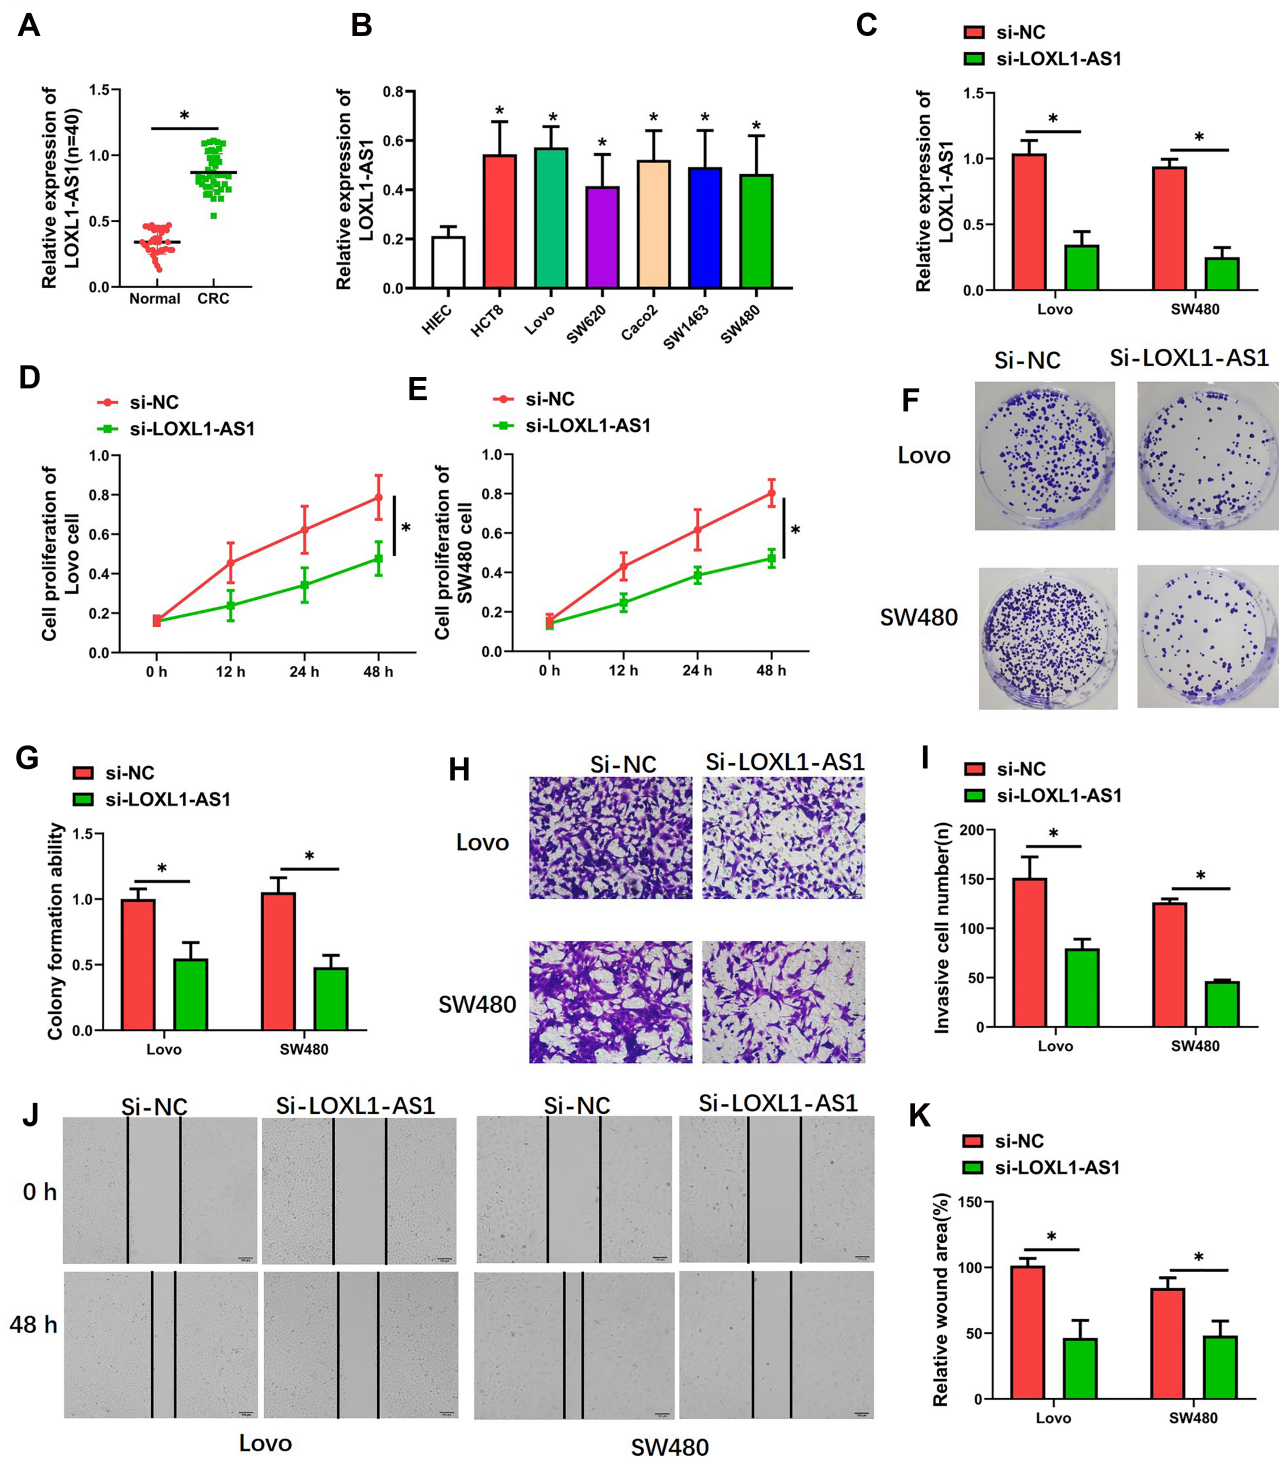 A
Relative expression of
LOXL1-AS1(n=40)
1.5
1.0
0.5
0.0
*
Normal
CRC
B
Relative expression of
LOXL1-AS1
0.8
0.6
0.4
0.2
0.0
*
*
*
*
*
*
HIEC
HCT8
Lovo
SW620
Caco2
SW1463
SW480
C
si-NC
si-LOXL1-AS1
Relative expression of
LOXL1-AS1
1.5
1.0
0.5
0.0
*
*
Lovo
SW480
D
si-NC
si-LOXL1-AS1
Cell proliferation of
Lovo cell
1.0
0.8
0.6
0.4
0.2
0.0
*
0 h
12 h
24 h
48 h
E
si-NC
si-LOXL1-AS1
Cell proliferation of
SW480 cell
1.0
0.8
0.6
0.4
0.2
0.0
*
0 h
12 h
24 h
48 h
F
Si-NC
Si-LOXL1-AS1
Lovo
SW480
G
si-NC
si-LOXL1-AS1
Colony formation ability
1.5
1.0
0.5
0.0
*
*
Lovo
SW480
H
Si-NC
Si-LOXL1-AS1
Lovo
SW480
I
si-NC
si-LOXL1-AS1
Invasive cell number(n)
200
150
100
50
0
*
*
Lovo
SW480
J
Si-NC
Si-LOXL1-AS1
Si-NC
Si-LOXL1-AS1
0 h
48 h
Lovo
SW480
K
si-NC
si-LOXL1-AS1
Relative wound area(%)
150
100
50
0
*
*
Lovo
SW480